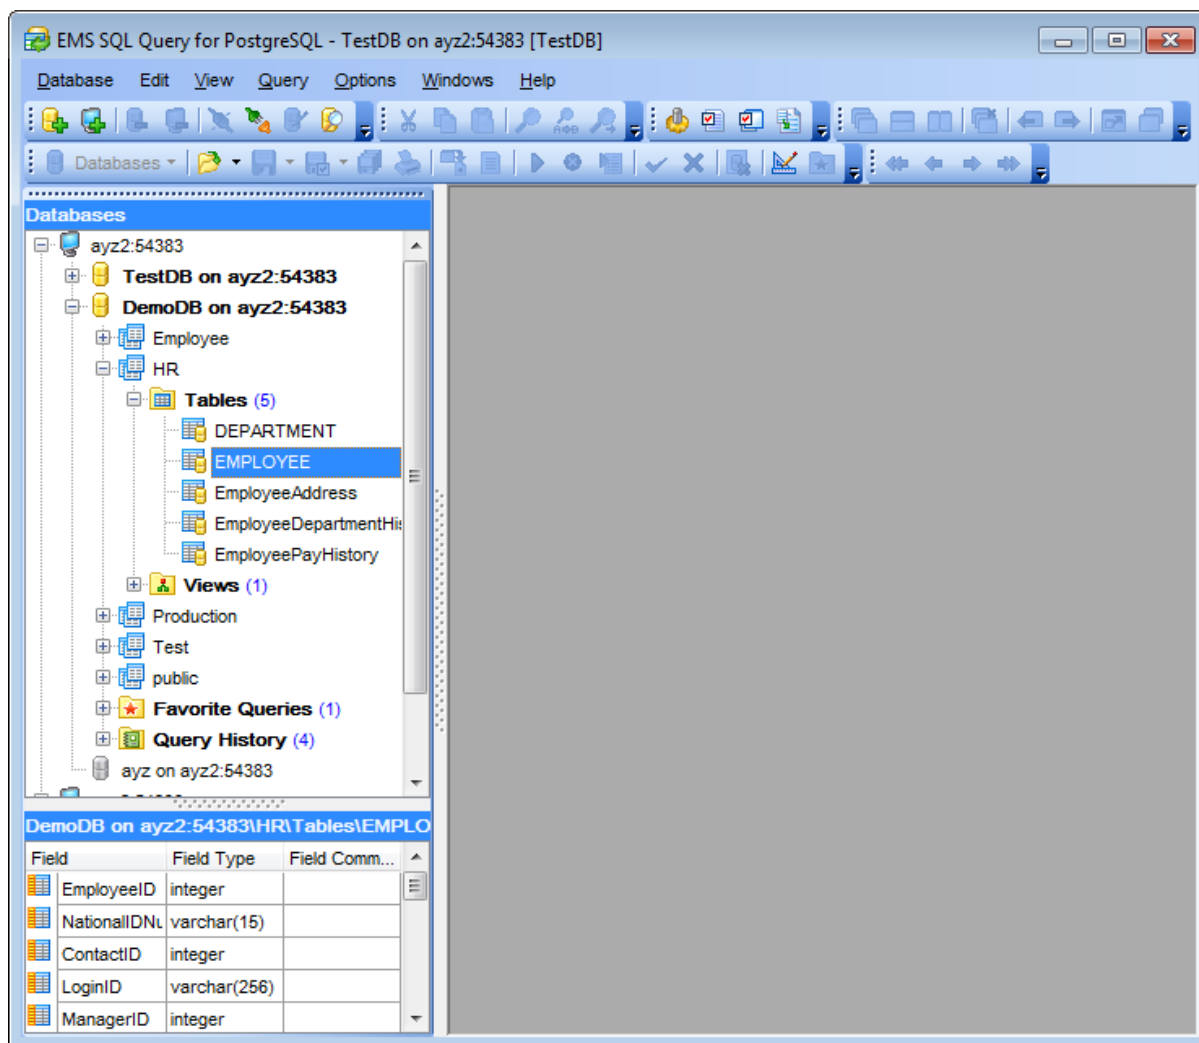 EMS SQL Query for PostgreSQL - TestDB on ayz2:54383 [TestDB]
Database Edit View Query Options Windows Help
Databases
Databases
ayz2:54383
TestDB on ayz2:54383
DemoDB on ayz2:54383
Employee
HR
Tables (5)
DEPARTMENT
EMPLOYEE
EmployeeAddress
EmployeeDepartmentHis
EmployeePayHistory
Views (1)
Production
Test
public
Favorite Queries (1)
Query History (4)
ayz on ayz2:54383
DemoDB on ayz2:54383\HR\Tables\EMPLO
Field Field Type Field Comm...
EmployeeID integer
NationalIDNu varchar(15)
ContactID integer
LoginID varchar(256)
ManagerID integer